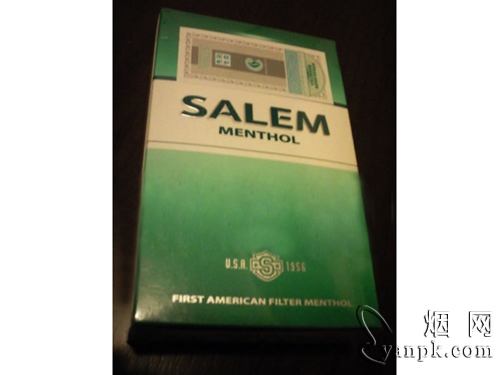 SALEM
MENTHOL
U.S.A. S 1956
FIRST AMERICAN FILTER MENTHOL
烟网
yanpk.com